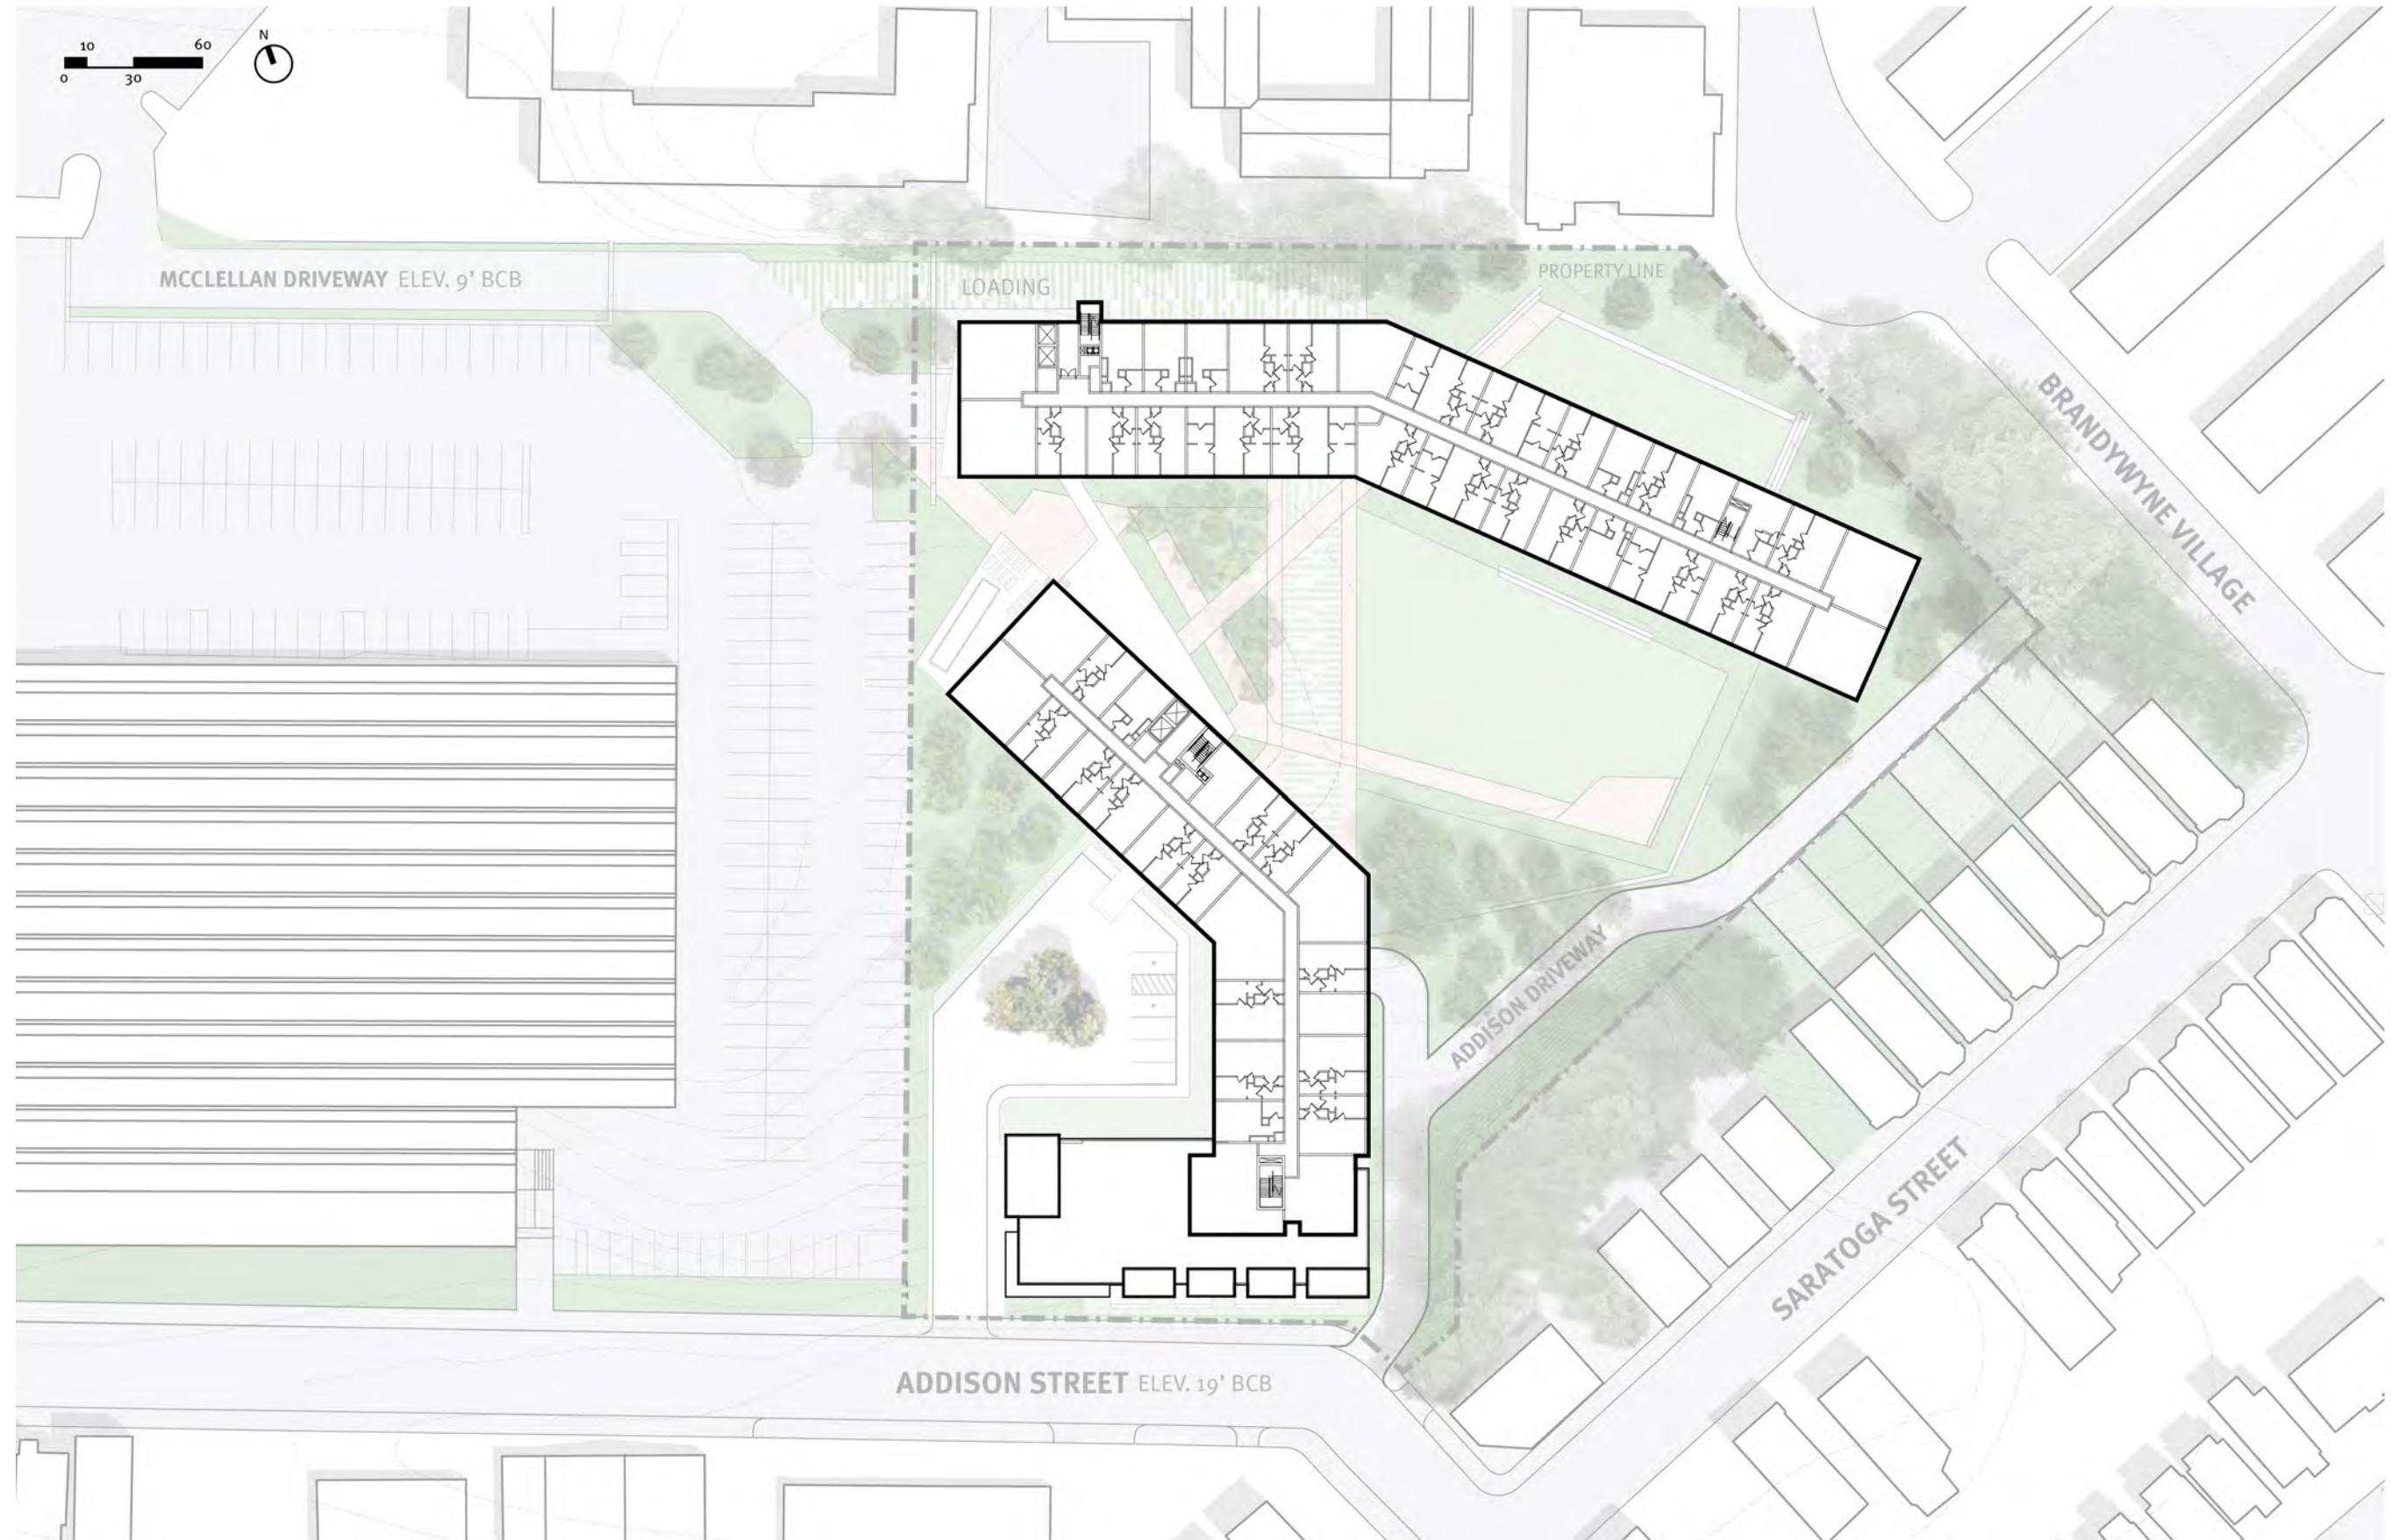 10 60
0 30
N
MCCLELLAN DRIVEWAY ELEV. 9' BCB
LOADING
PROPERTY LINE
BRANDYWYNE VILLAGE
ADDISON DRIVEWAY
SARATOGA STREET
ADDISON STREET ELEV. 19' BCB